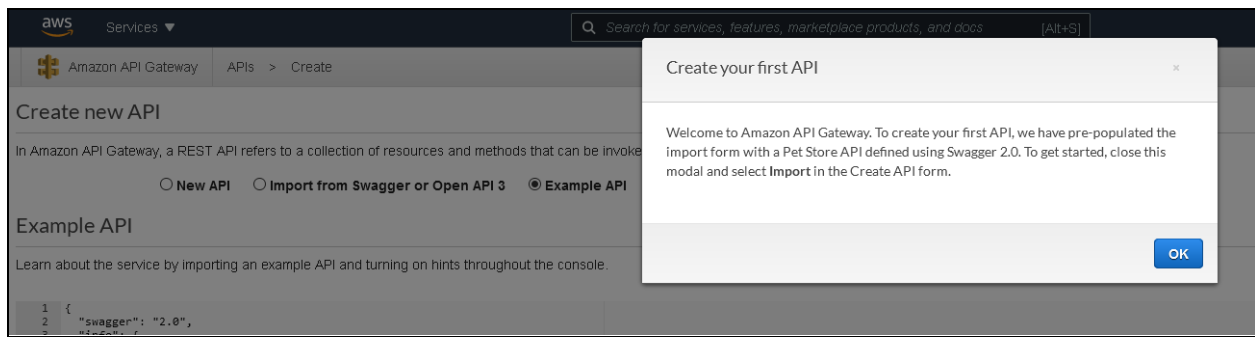 aws Services ▼ Search for services, features, marketplace products, and docs [Alt+S]
Amazon API Gateway APIs > Create
Create new API
In Amazon API Gateway, a REST API refers to a collection of resources and methods that can be invoke
New API Import from Swagger or Open API 3 Example API
Example API
Learn about the service by importing an example API and turning on hints throughout the console.
1 {
2 "swagger": "2.0",
3 "info": {
Create your first API ×
Welcome to Amazon API Gateway. To create your first API, we have pre-populated the
import form with a Pet Store API defined using Swagger 2.0. To get started, close this
modal and select Import in the Create API form.
OK